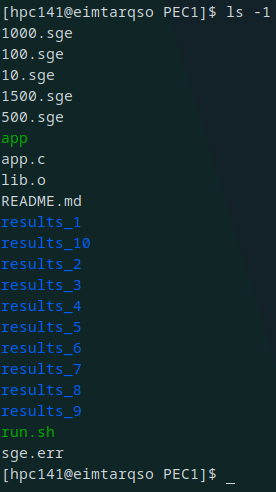 [hpc141@eimtarqso PEC1]$ ls -1
1000.sge
100.sge
10.sge
1500.sge
500.sge
app
app.c
lib.o
README.md
results_1
results_10
results_2
results_3
results_4
results_5
results_6
results_7
results_8
results_9
run.sh
sge.err
[hpc141@eimtarqso PEC1]$ _